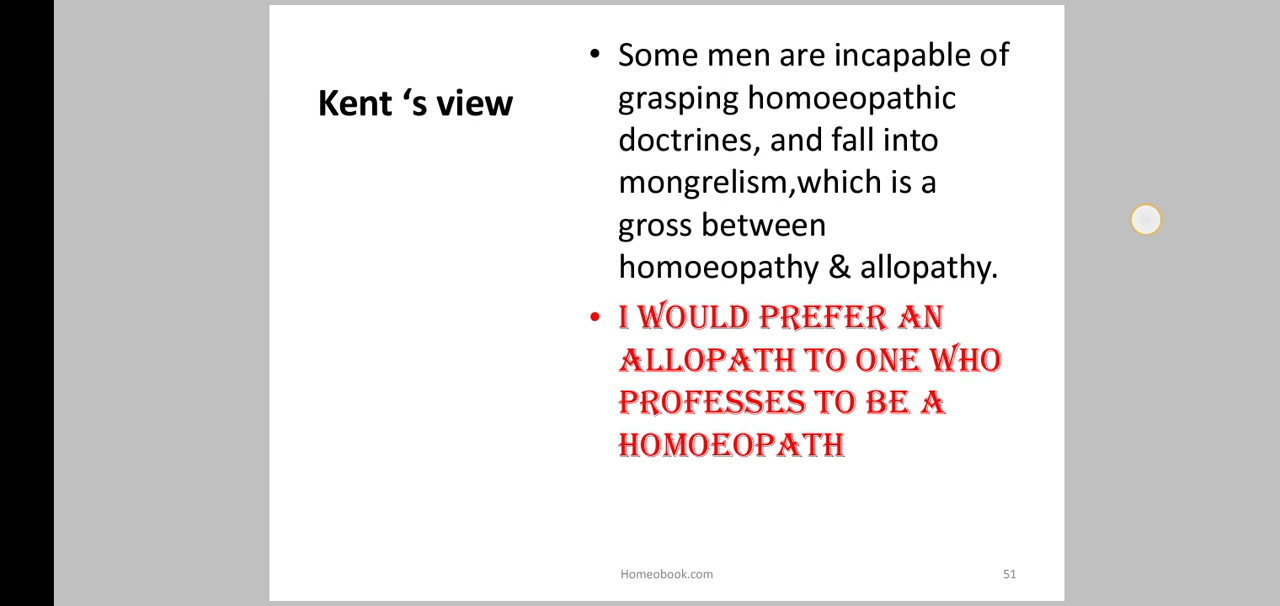 Kent ‘s view
• Some men are incapable of
grasping homoeopathic
doctrines, and fall into
mongrelism,which is a
gross between
homoeopathy & allopathy.
• I WOULD PREFER AN
ALLOPATH TO ONE WHO
PROFESSES TO BE A
HOMOEOPATH
Homeobook.com
51